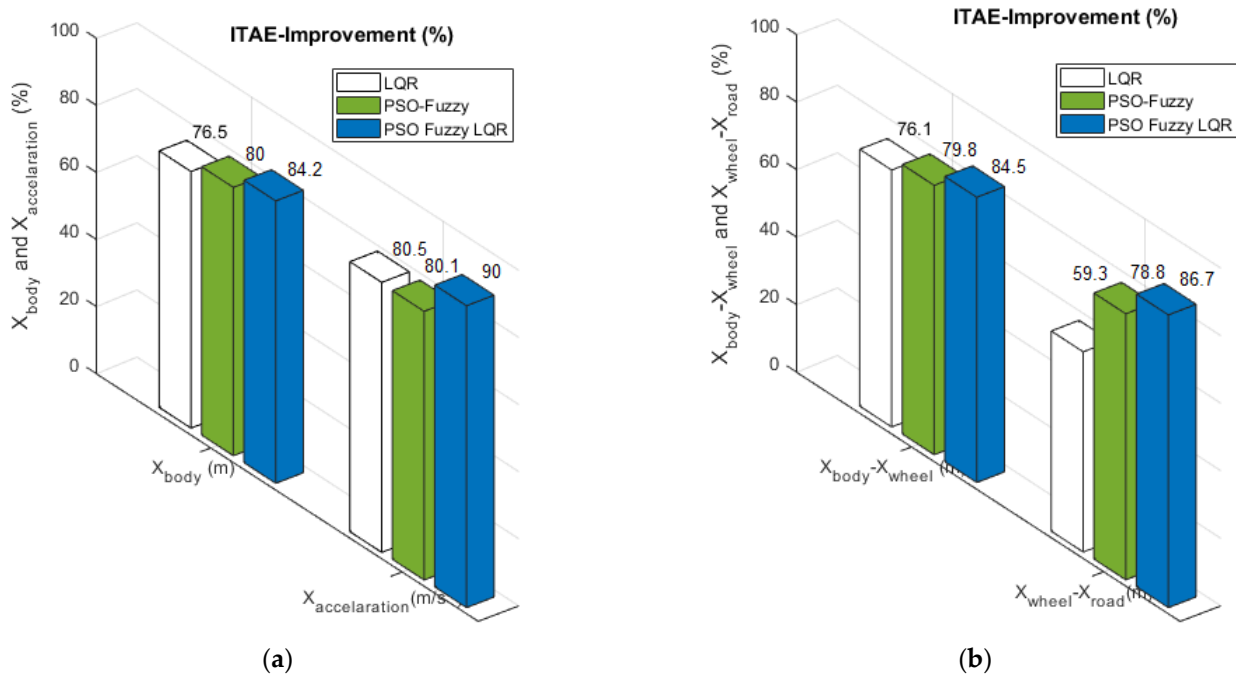 ITAE-Improvement (%)
X_body and X_accelaration (%)
100
80
60
40
20
0
LQR
PSO-Fuzzy
PSO Fuzzy LQR
76.5
80
84.2
80.5
80.1
90
X_body (m)
X_accelaration(m/s
(a)
ITAE-Improvement (%)
X_body-X_wheel and X_wheel-X_road (%)
100
80
60
40
20
0
LQR
PSO-Fuzzy
PSO Fuzzy LQR
76.1
79.8
84.5
59.3
78.8
86.7
X_body-X_wheel (m)
X_wheel-X_road(m)
(b)